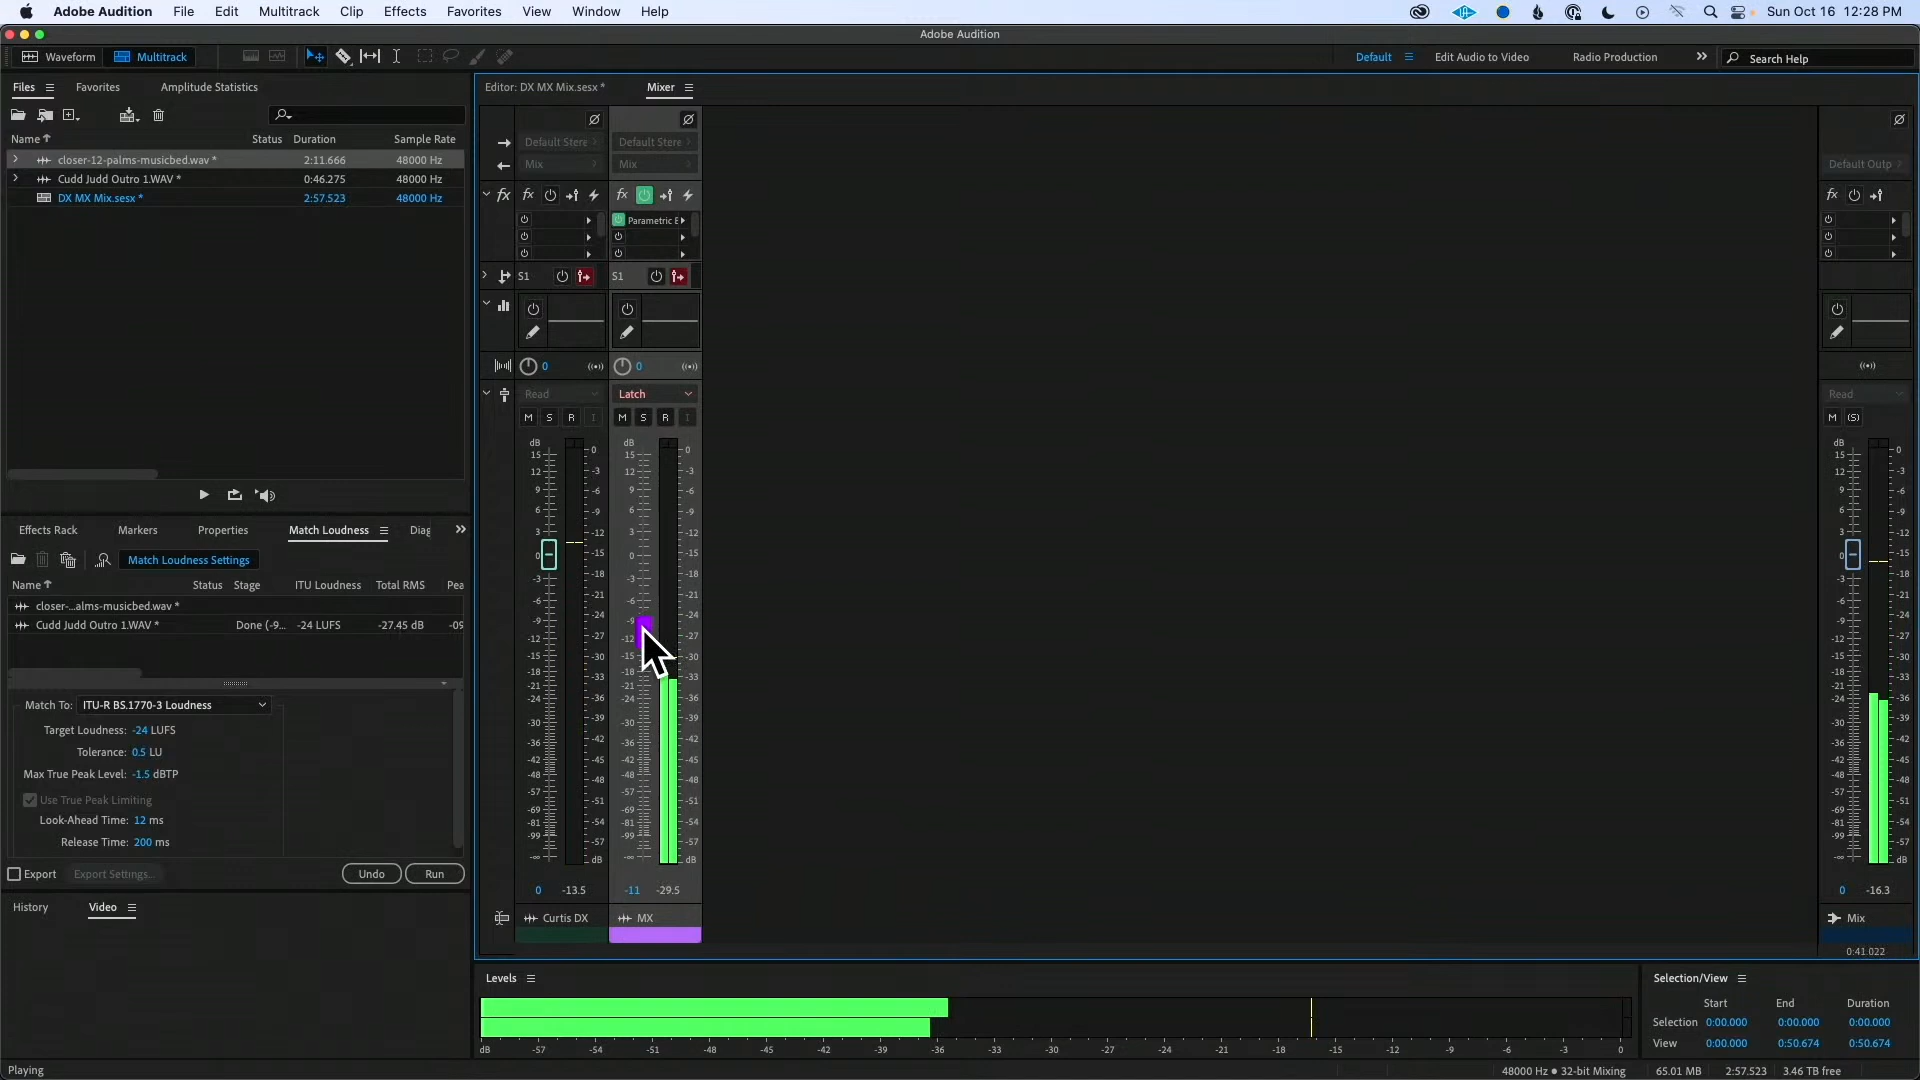 Adobe Audition File Edit Multitrack Clip Effects Favorites View Window Help Sun Oct 16 12:28 PM
Adobe Audition
Waveform Multitrack Default Edit Audio to Video Radio Production Search Help
Files Favorites Amplitude Statistics
Name Status Duration Sample Rate
closer-12-palms-musicbed.wav * 2:11.666 48000 Hz
Cudd Judd Outro 1.WAV * 0:46.275 48000 Hz
DX MX Mix.sesx * 2:57.523 48000 Hz
Effects Rack Markers Properties Match Loudness Diag
Match Loudness Settings
Name Status Stage ITU Loudness Total RMS Pea
closer-...alms-musicbed.wav *
Cudd Judd Outro 1.WAV * Done (-9... -24 LUFS -27.45 dB -09
Match To: ITU-R BS.1770-3 Loudness
Target Loudness: -24 LUFS
Tolerance: 0.5 LU
Max True Peak Level: -1.5 dBTP
Use True Peak Limiting
Look-Ahead Time: 12 ms
Release Time: 200 ms
Export Export Settings... Undo Run
History Video
Editor: DX MX Mix.sesx * Mixer
Default Stere Default Stere
Mix Mix Default Outp
fx fx fx fx
Parametric E
S1 S1
0 0
Read Latch Read
M S R I M S R I M (S)
dB dB dB
15 0 15 0 15 0
12 -3 12 -3 12 -3
9 -6 9 -6 9 -6
6 -9 6 -9 6 -9
3 -12 3 -12 3 -12
0 -15 0 -15 0 -15
-3 -18 -3 -18 -3 -18
-6 -21 -6 -21 -6 -21
-9 -24 -9 -24 -9 -24
-12 -27 -12 -27 -12 -27
-15 -30 -15 -30 -15 -30
-18 -33 -18 -33 -18 -33
-21 -36 -21 -36 -21 -36
-24 -39 -24 -39 -24 -39
-30 -42 -30 -42 -30 -42
-36 -45 -36 -45 -36 -45
-42 -48 -42 -48 -42 -48
-48 -51 -48 -51 -48 -51
-57 -54 -57 -54 -57 -54
-69 -57 -69 -57 -69 -57
-81 -81 -81
-99 -99 -99
-∞ dB -∞ dB -∞ dB
0 -13.5 -11 -29.5 0 -16.3
Curtis DX MX Mix
0:41.022
Levels
dB -57 -54 -51 -48 -45 -42 -39 -36 -33 -30 -27 -24 -21 -18 -15 -12 -9 -6 -3 0
Selection/View
Start End Duration
Selection 0:00.000 0:00.000 0:00.000
View 0:00.000 0:50.674 0:50.674
Playing 48000 Hz ● 32-bit Mixing 65.01 MB 2:57.523 3.46 TB free